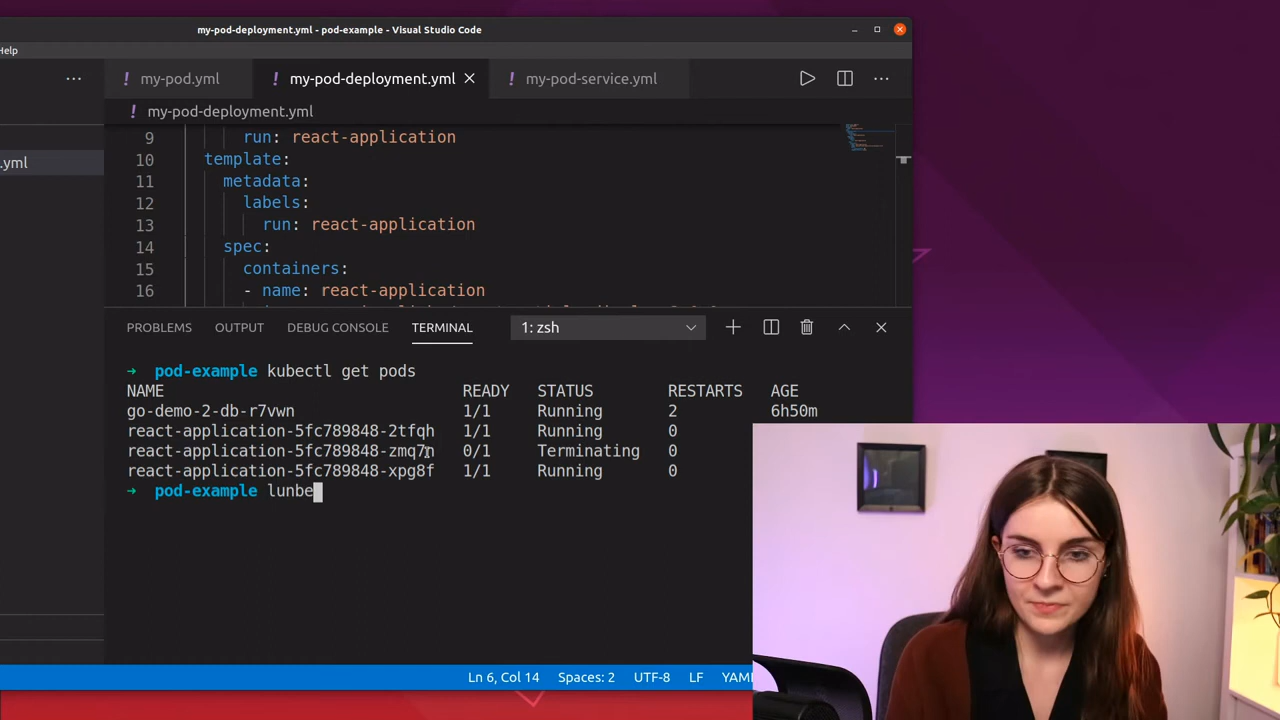 my-pod-deployment.yml - pod-example - Visual Studio Code
Help
my-pod.yml
my-pod-deployment.yml
my-pod-service.yml
my-pod-deployment.yml
.yml
9 run: react-application
10 template:
11 metadata:
12 labels:
13 run: react-application
14 spec:
15 containers:
16 - name: react-application
PROBLEMS OUTPUT DEBUG CONSOLE TERMINAL 1: zsh
→ pod-example kubectl get pods
NAME READY STATUS RESTARTS AGE
go-demo-2-db-r7vwn 1/1 Running 2 6h50m
react-application-5fc789848-2tfqh 1/1 Running 0
react-application-5fc789848-zmq7n 0/1 Terminating 0
react-application-5fc789848-xpg8f 1/1 Running 0
→ pod-example lunbe
Ln 6, Col 14 Spaces: 2 UTF-8 LF